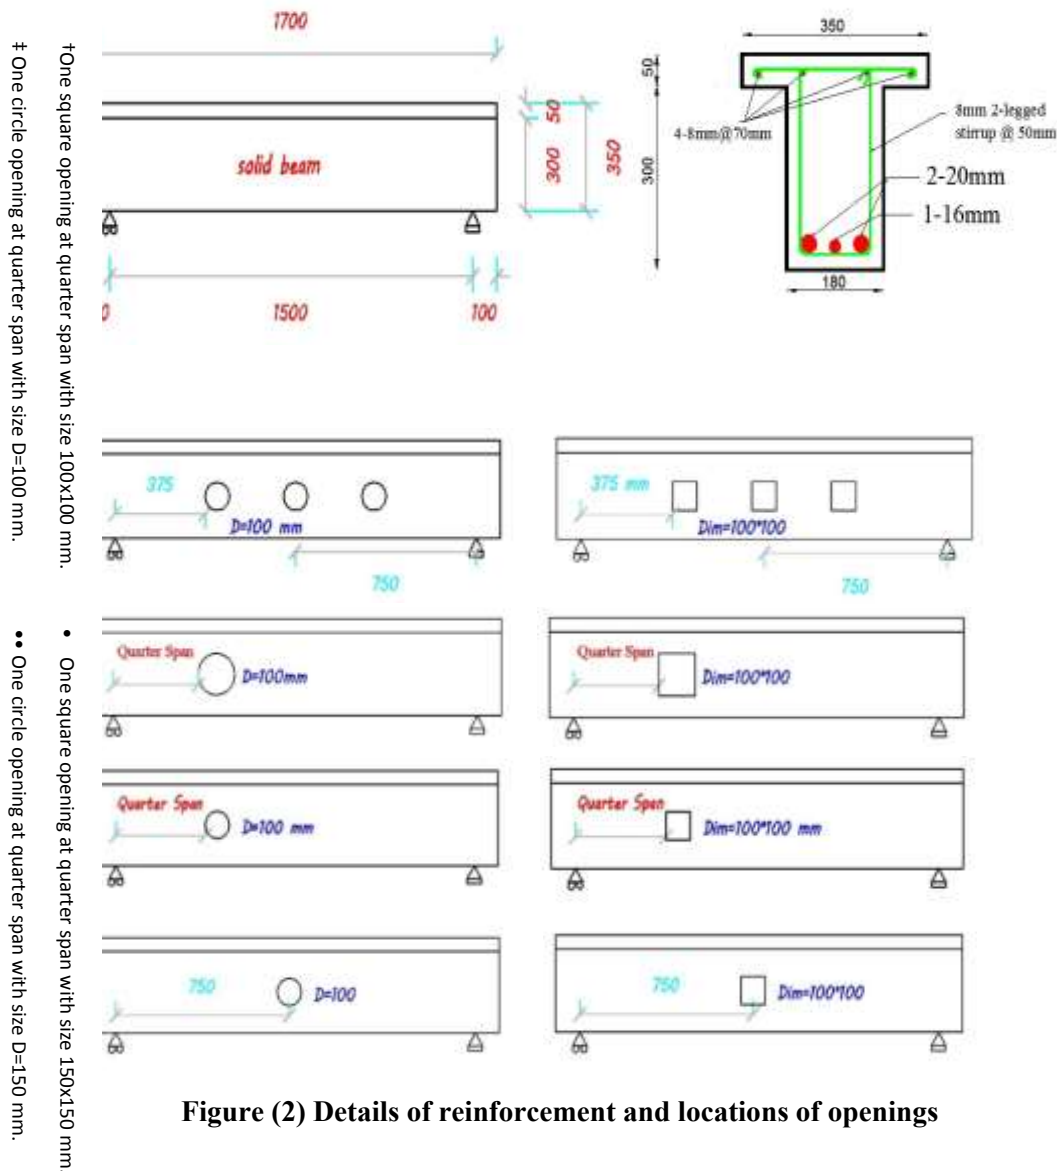 †One square opening at quarter span with size 100x100 mm.
‡ One circle opening at quarter span with size D=100 mm.
• One square opening at quarter span with size 150x150 mm
•• One circle opening at quarter span with size D=150 mm.
1700
solid beam
50
300
350
0
1500
100
350
50
300
4-8mm@70mm
8mm 2-legged
stirrup @ 50mm
2-20mm
1-16mm
180
375
D=100 mm
750
375 mm
Dim=100*100
750
Quarter Span
D=100mm
Quarter Span
Dim=100*100
Quarter Span
D=100 mm
Quarter Span
Dim=100*100 mm
750
D=100
750
Dim=100*100
Figure (2) Details of reinforcement and locations of openings